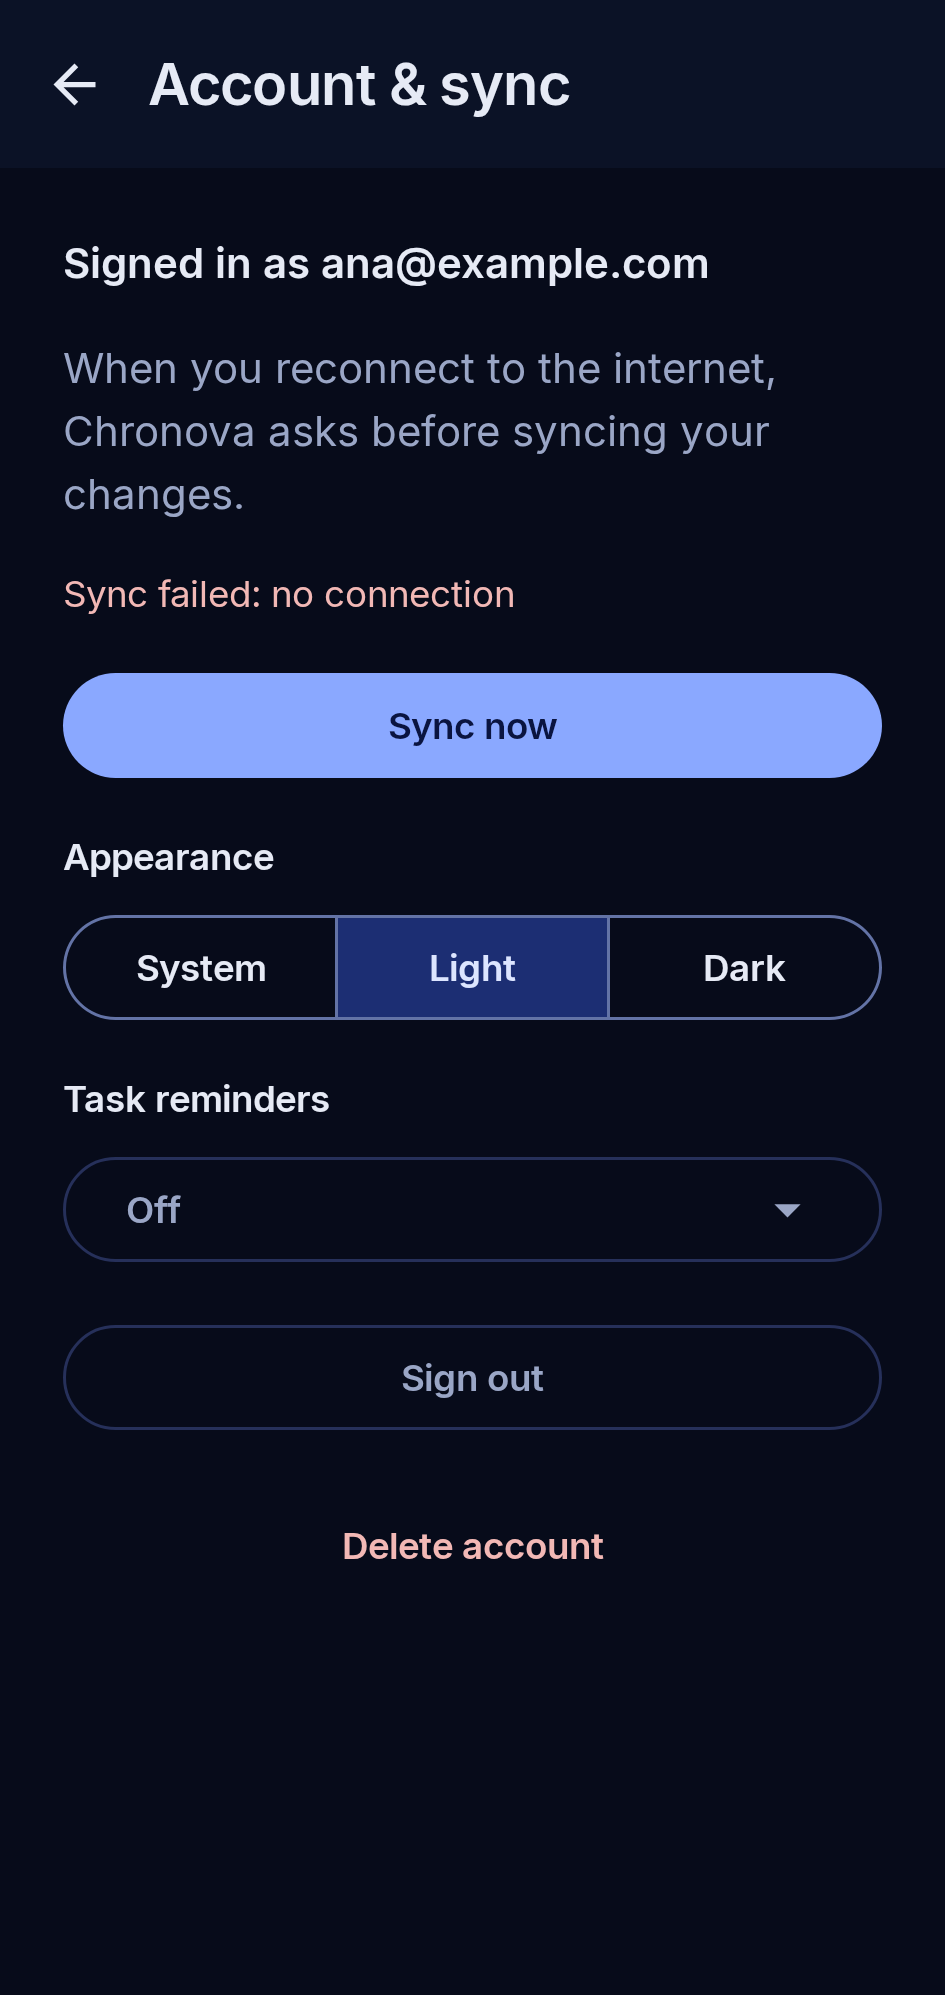 Account & sync
Signed in as ana@example.com
When you reconnect to the internet,
Chronova asks before syncing your
changes.
Sync failed: no connection
Sync now
Appearance
System Light Dark
Task reminders
Off
Sign out
Delete account